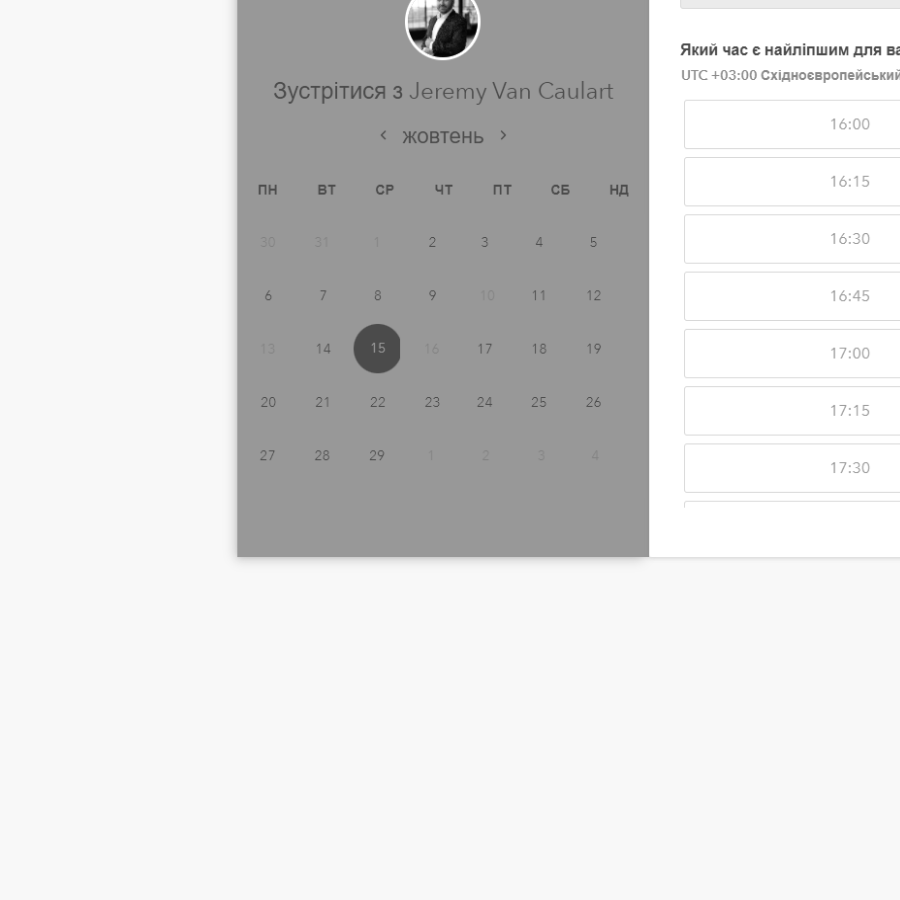 Зустрітися з Jeremy Van Caulart
жовтень
ПН ВТ СР ЧТ ПТ СБ НД
30 31 1 2 3 4 5
6 7 8 9 10 11 12
13 14 15 16 17 18 19
20 21 22 23 24 25 26
27 28 29 1 2 3 4
Який час є найліпшим для
UTC +03:00 Східноєвропейський
16:00
16:15
16:30
16:45
17:00
17:15
17:30